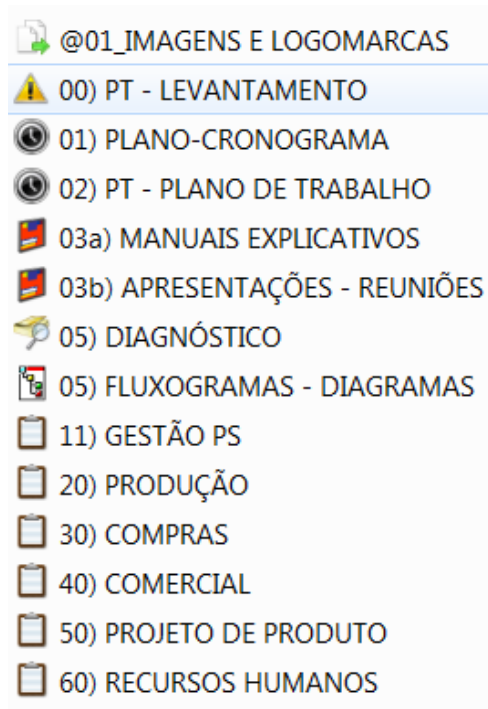 @01_IMAGENS E LOGOMARCAS
00) PT - LEVANTAMENTO
01) PLANO-CRONOGRAMA
02) PT - PLANO DE TRABALHO
03a) MANUAIS EXPLICATIVOS
03b) APRESENTAÇÕES - REUNIÕES
05) DIAGNÓSTICO
05) FLUXOGRAMAS - DIAGRAMAS
11) GESTÃO PS
20) PRODUÇÃO
30) COMPRAS
40) COMERCIAL
50) PROJETO DE PRODUTO
60) RECURSOS HUMANOS